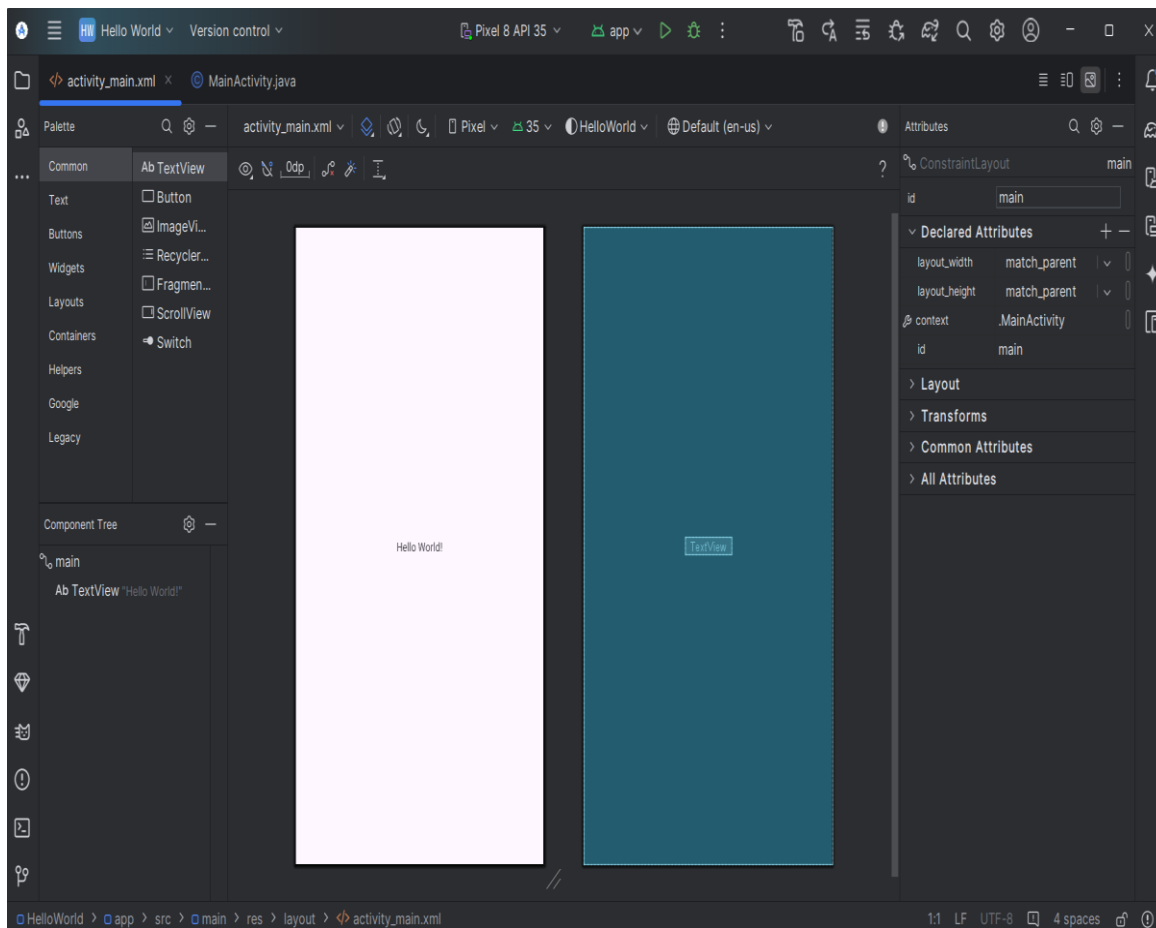 HW Hello World Version control Pixel 8 API 35 app
activity_main.xml MainActivity.java
Palette
Common
Text
Buttons
Widgets
Layouts
Containers
Helpers
Google
Legacy
Ab TextView
Button
ImageVi...
Recycler...
Fragmen...
ScrollView
Switch
activity_main.xml Pixel 35 HelloWorld Default (en-us)
0dp ?
Hello World!
TextView
Component Tree
main
Ab TextView "Hello World!"
Attributes
ConstraintLayout main
id main
Declared Attributes
layout_width match_parent
layout_height match_parent
context .MainActivity
id main
Layout
Transforms
Common Attributes
All Attributes
HelloWorld > app > src > main > res > layout > activity_main.xml 1:1 LF UTF-8 4 spaces